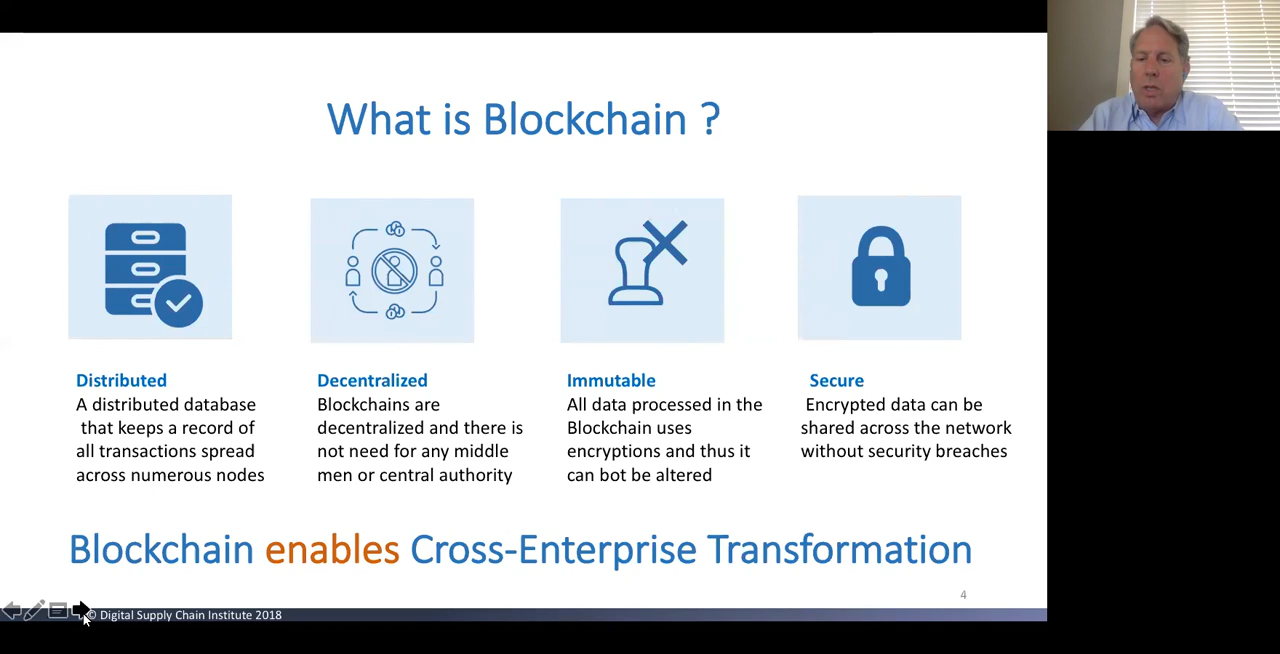 What is Blockchain ?
Distributed
A distributed database
that keeps a record of
all transactions spread
across numerous nodes
Decentralized
Blockchains are
decentralized and there is
not need for any middle
men or central authority
Immutable
All data processed in the
Blockchain uses
encryptions and thus it
can bot be altered
Secure
Encrypted data can be
shared across the network
without security breaches
Blockchain enables Cross-Enterprise Transformation
4
© Digital Supply Chain Institute 2018